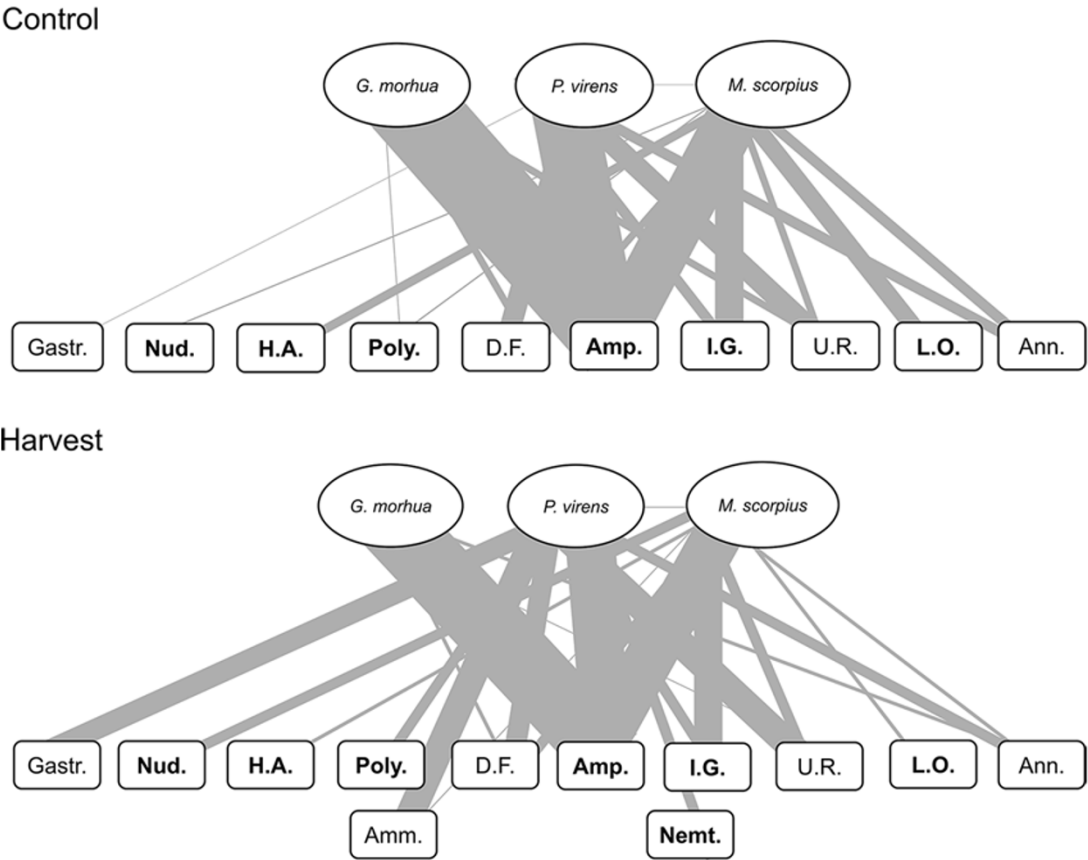 Control
G. morhua P. virens M. scorpius
Gastr. Nud. H.A. Poly. D.F. Amp. I.G. U.R. L.O. Ann.
Harvest
G. morhua P. virens M. scorpius
Gastr. Nud. H.A. Poly. D.F. Amp. I.G. U.R. L.O. Ann.
Amm. Nemt.